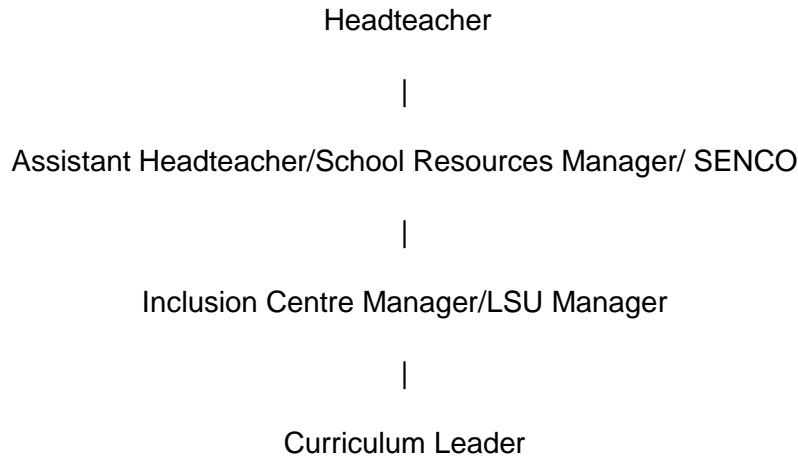 Headteacher
|
Assistant Headteacher/School Resources Manager/ SENCO
|
Inclusion Centre Manager/LSU Manager
|
Curriculum Leader